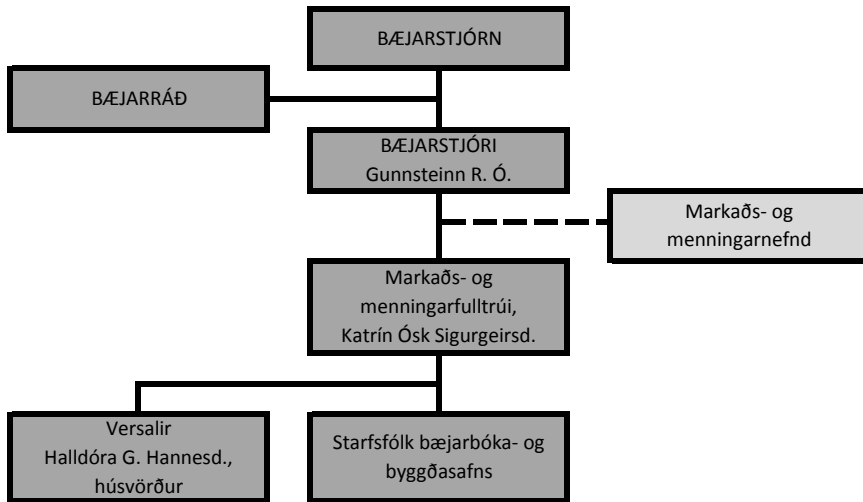 BÆJARSTJÓRN
BÆJARRÁÐ
BÆJARSTJÓRI
Gunnsteinn R. Ó.
Markaðs- og
menningarnefnd
Markaðs- og
menningarfulltrúi,
Katrín Ósk Sigurgeirsd.
Versalir
Halldóra G. Hannesd.,
húsvörður
Starfsfólk bæjarbóka- og
byggðasafns